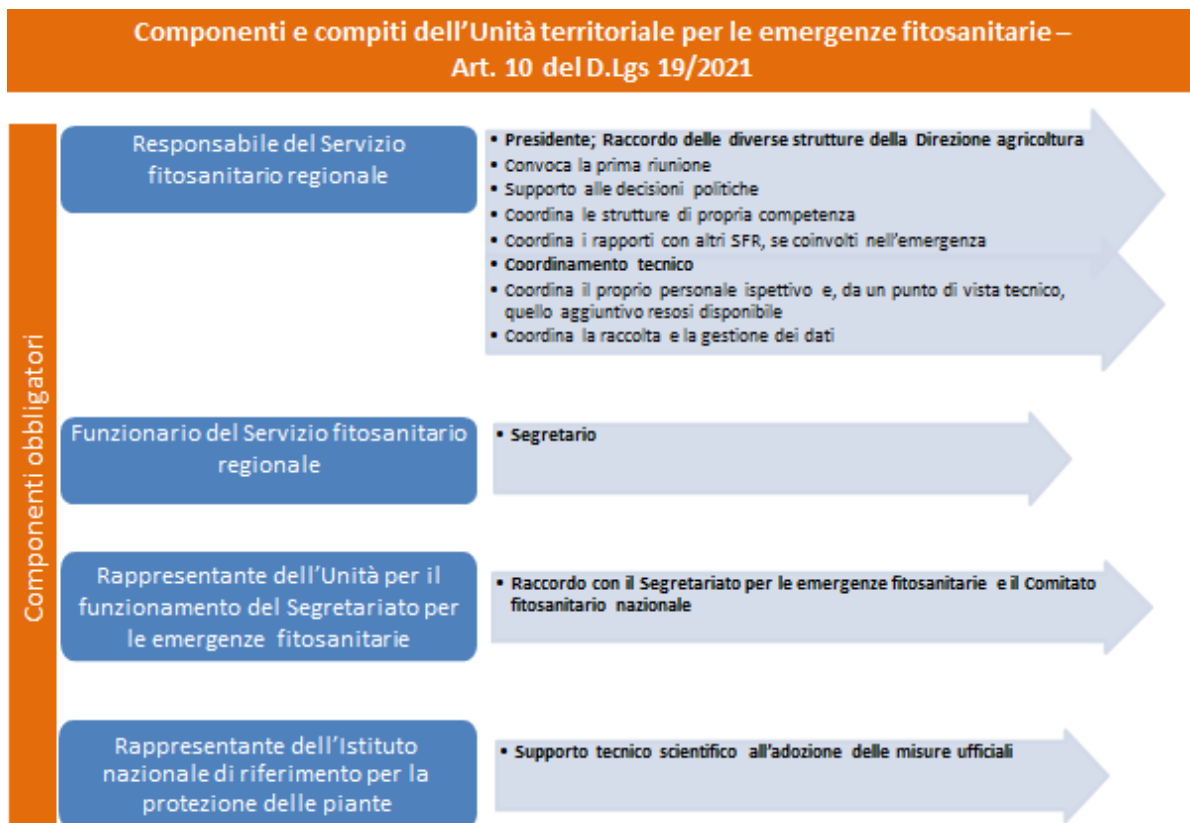 Componenti e compiti dell'Unità territoriale per le emergenze fitosanitarie –
Art. 10 del D.Lgs 19/2021
Componenti obbligatori
Responsabile del Servizio
fitosanitario regionale
• Presidente; Raccordo delle diverse strutture della Direzione agricoltura
• Convoca la prima riunione
• Supporto alle decisioni politiche
• Coordina le strutture di propria competenza
• Coordina i rapporti con altri SFR, se coinvolti nell'emergenza
• Coordinamento tecnico
• Coordina il proprio personale ispettivo e, da un punto di vista tecnico,
quello aggiuntivo resosi disponibile
• Coordina la raccolta e la gestione dei dati
Funzionario del Servizio fitosanitario
regionale
• Segretario
Rappresentante dell'Unità per il
funzionamento del Segretariato per
le emergenze fitosanitarie
• Raccordo con il Segretariato per le emergenze fitosanitarie e il Comitato
fitosanitario nazionale
Rappresentante dell'Istituto
nazionale di riferimento per la
protezione delle piante
• Supporto tecnico scientifico all'adozione delle misure ufficiali